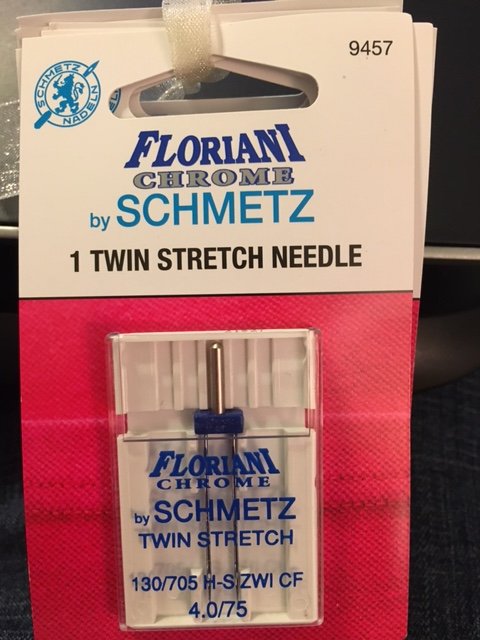 9457
SCHMETZ
NADELN
FLORIANI
CHROME
by SCHMETZ
1 TWIN STRETCH NEEDLE
FLORIANI
CHROME
by SCHMETZ
TWIN STRETCH
130/705 H-S ZWI CF
4.0/75